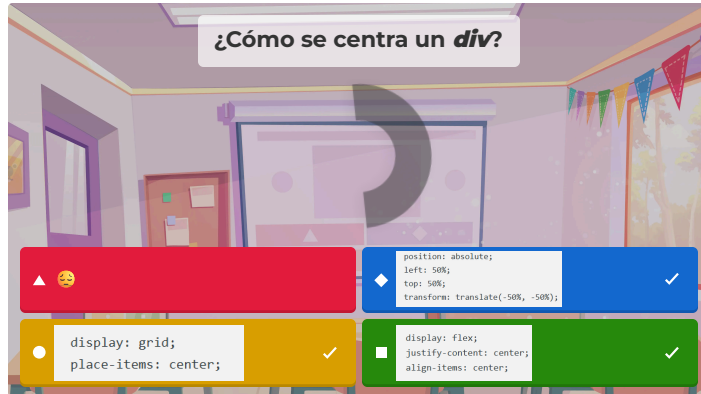 ¿Cómo se centra un div?
😔
position: absolute;
left: 50%;
top: 50%;
transform: translate(-50%, -50%);
display: grid;
place-items: center;
display: flex;
justify-content: center;
align-items: center;